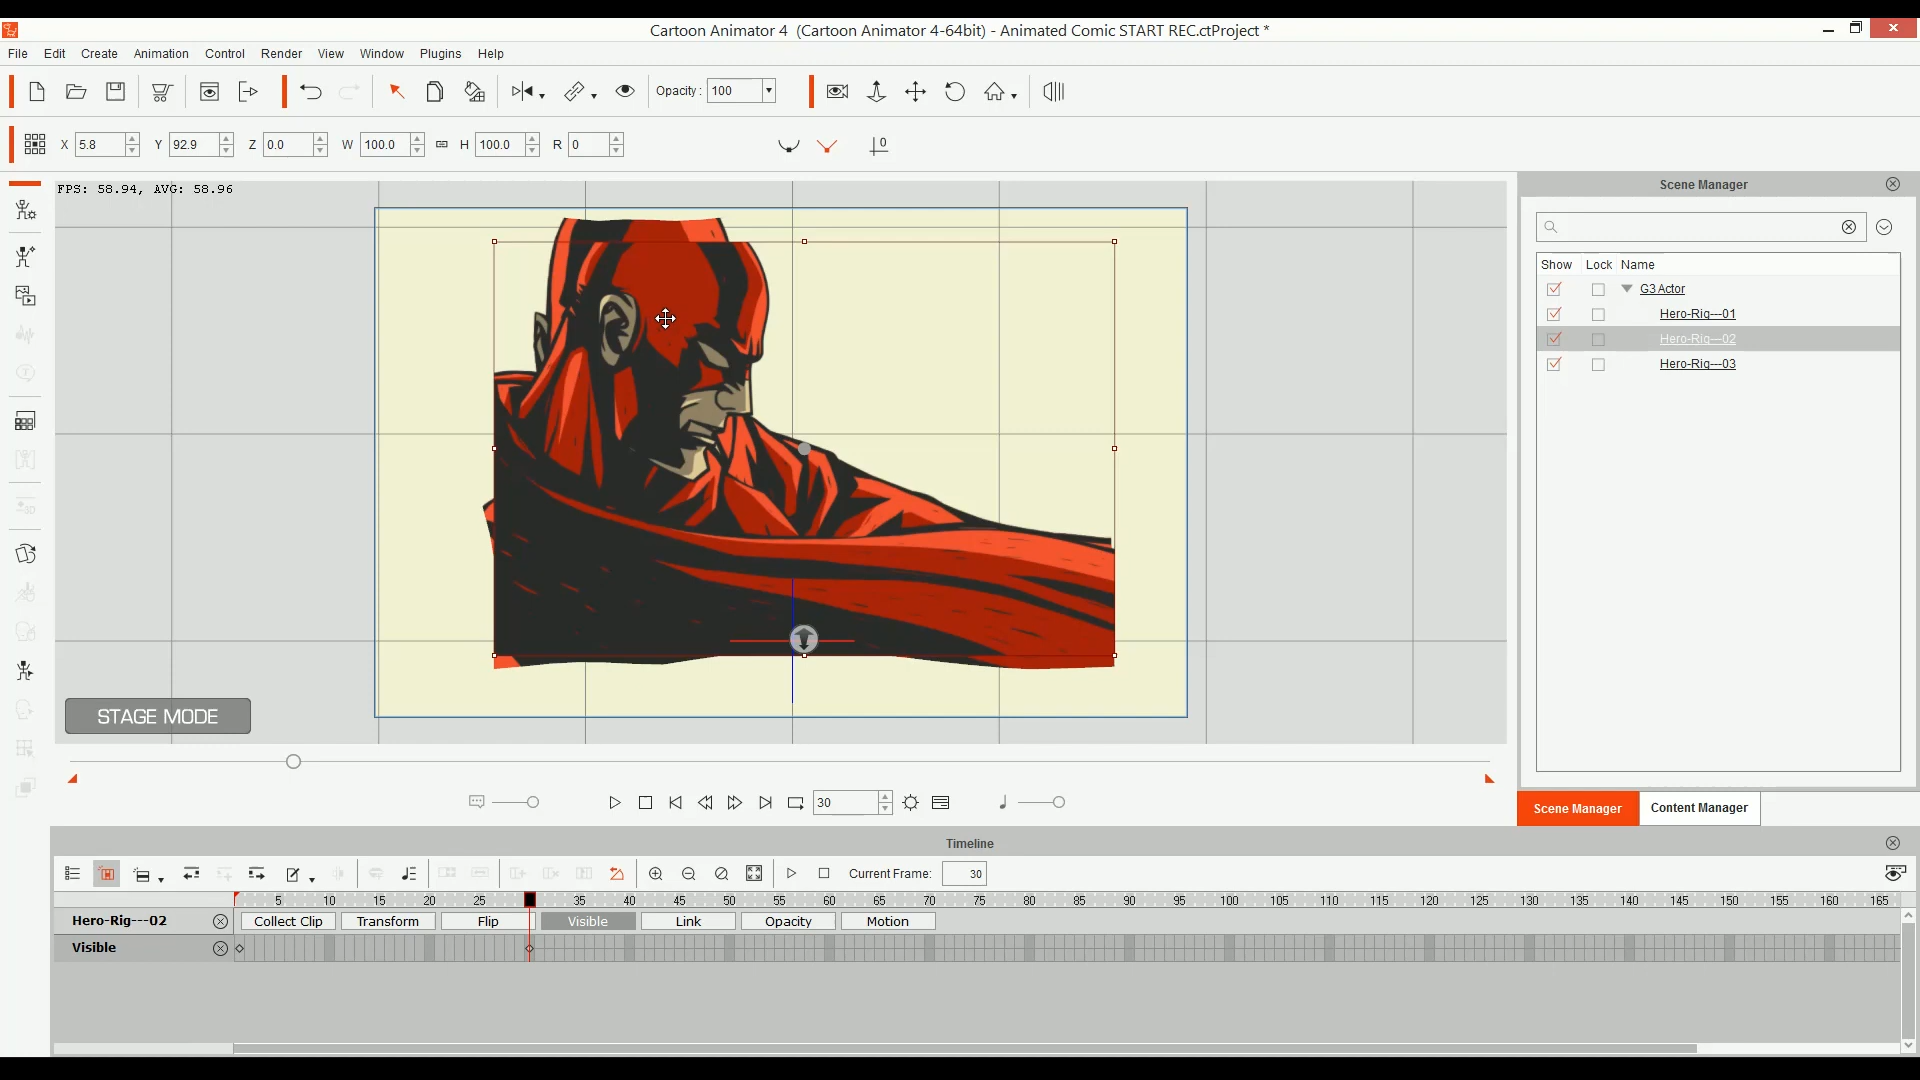 Cartoon Animator 4 (Cartoon Animator 4-64bit) - Animated Comic START REC.ctProject *
File Edit Create Animation Control Render View Window Plugins Help
Opacity : 100
X 5.8 Y 92.9 Z 0.0 W 100.0 H 100.0 R 0
0
FPS: 58.94, AVG: 58.96
Scene Manager
Show Lock Name
G3 Actor
Hero-Rig---01
Hero-Rig---02
Hero-Rig---03
STAGE MODE
30
Scene Manager Content Manager
Timeline
Current Frame: 30
5 10 15 20 25 35 40 45 50 55 60 65 70 75 80 85 90 95 100 105 110 115 120 125 130 135 140 145 150 155 160 165
Hero-Rig---02 Collect Clip Transform Flip Visible Link Opacity Motion
Visible